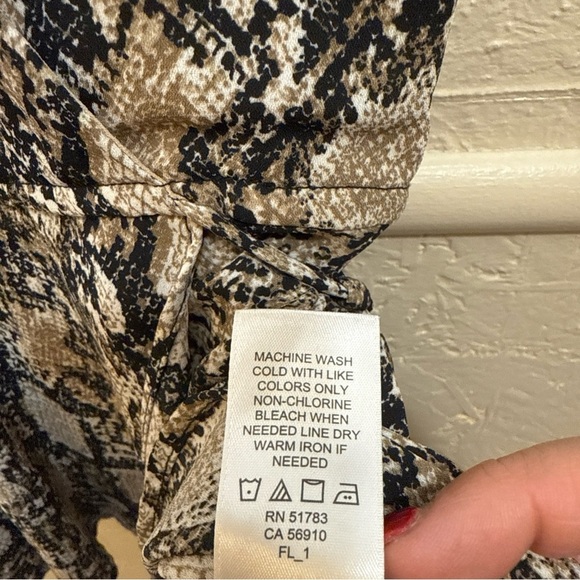 MACHINE WASH
COLD WITH LIKE
COLORS ONLY
NON-CHLORINE
BLEACH WHEN
NEEDED LINE DRY
WARM IRON IF
NEEDED
RN 51783
CA 56910
FL_1